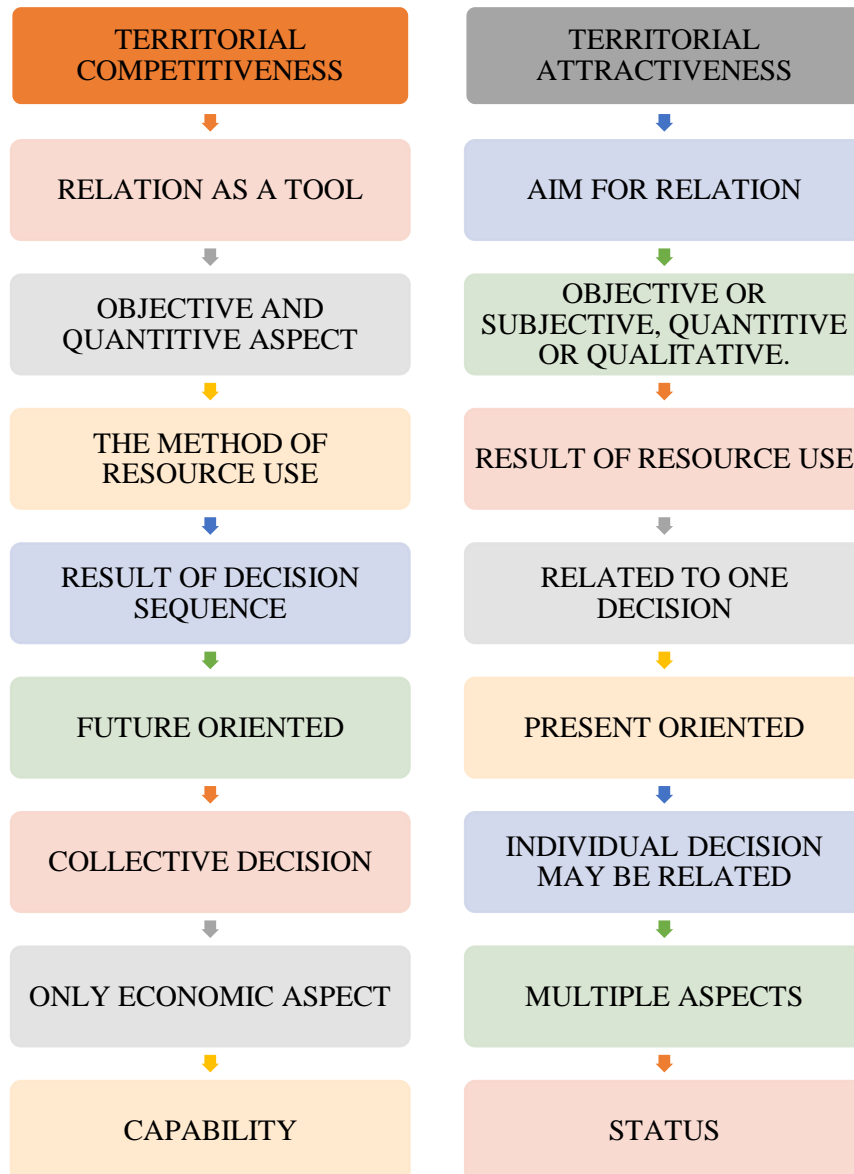 TERRITORIAL
COMPETITIVENESS
RELATION AS A TOOL
OBJECTIVE AND
QUANTITIVE ASPECT
THE METHOD OF
RESOURCE USE
RESULT OF DECISION
SEQUENCE
FUTURE ORIENTED
COLLECTIVE DECISION
ONLY ECONOMIC ASPECT
CAPABILITY
TERRITORIAL
ATTRACTIVENESS
AIM FOR RELATION
OBJECTIVE OR
SUBJECTIVE, QUANTITIVE
OR QUALITATIVE.
RESULT OF RESOURCE USE
RELATED TO ONE
DECISION
PRESENT ORIENTED
INDIVIDUAL DECISION
MAY BE RELATED
MULTIPLE ASPECTS
STATUS